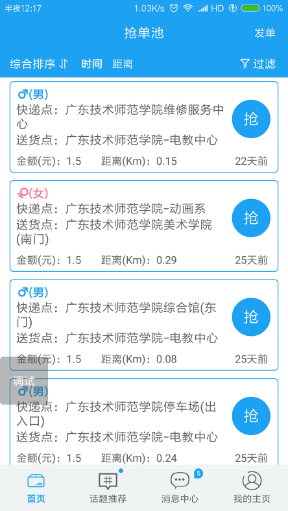 半夜12:17
1.03K/s HD 100%
抢单池
发单
综合排序 时间 距离 过滤
(男)
快递点：广东技术师范学院维修服务中
心
送货点：广东技术师范学院-电教中心
抢
金额(元)：1.5 距离(Km)：0.15 22天前
(女)
快递点：广东技术师范学院-动画系
送货点：广东技术师范学院美术学院
(南门)
抢
金额(元)：1.5 距离(Km)：0.29 25天前
(男)
快递点：广东技术师范学院综合馆(东
门)
送货点：广东技术师范学院-电教中心
抢
金额(元)：1.5 距离(Km)：0.08 25天前
调试
(男)
快递点：广东技术师范学院停车场(出
入口)
送货点：广东技术师范学院-电教中心
抢
金额(元)：1.5 距离(Km)：0.24 25天前
5
首页 话题推荐 消息中心 我的主页